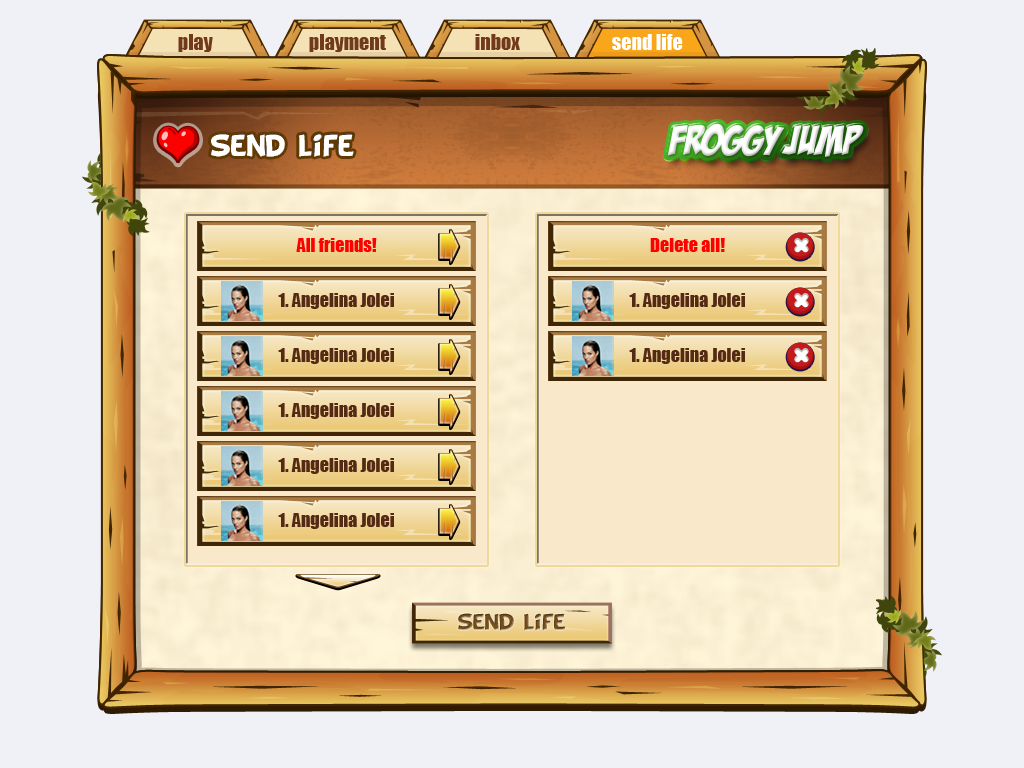 play
playment
inbox
send life
SEND LiFE
FROGGY JUMP
All friends!
1. Angelina Jolei
1. Angelina Jolei
1. Angelina Jolei
1. Angelina Jolei
1. Angelina Jolei
Delete all!
1. Angelina Jolei
1. Angelina Jolei
SEND LiFE